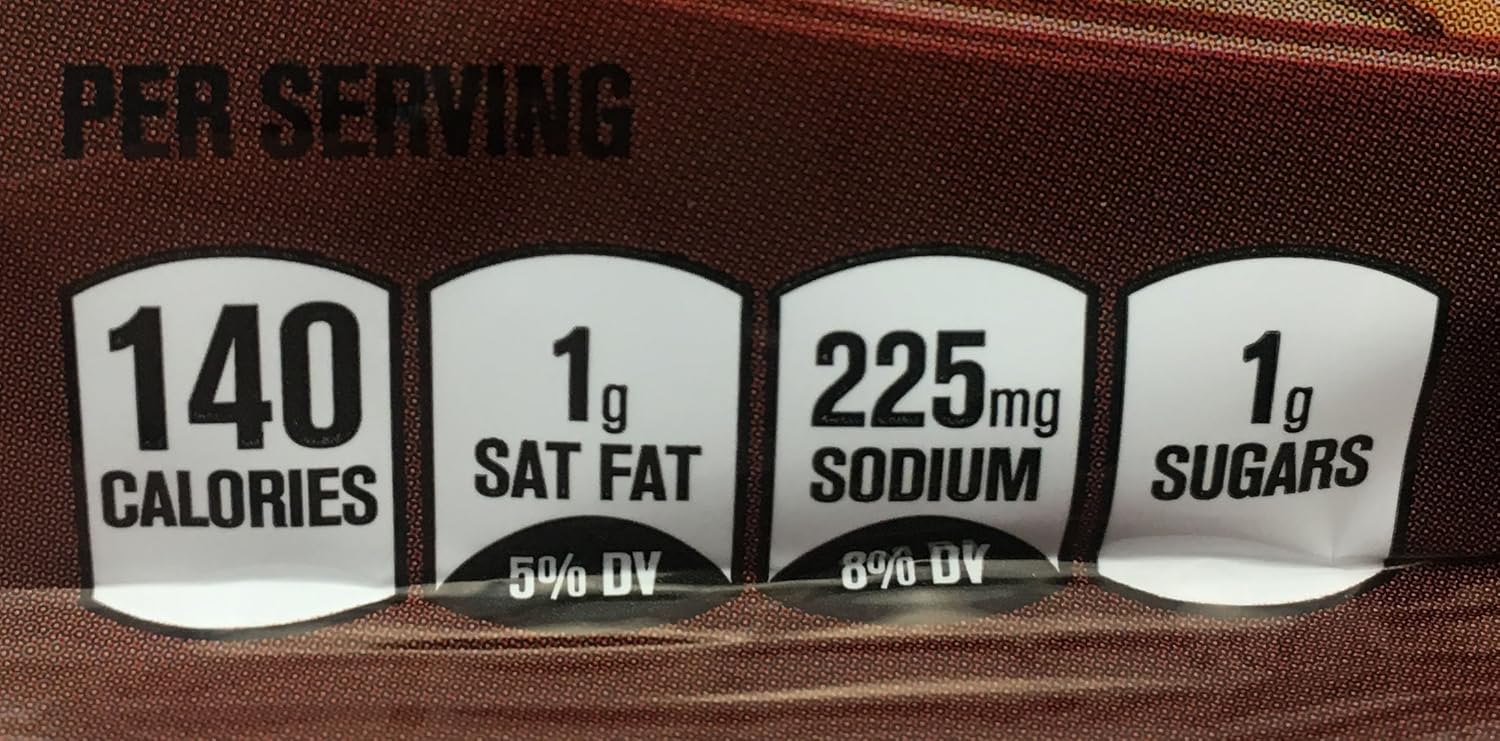 PER SERVING
140
CALORIES
1g
SAT FAT
5% DV
225mg
SODIUM
8% DV
1g
SUGARS